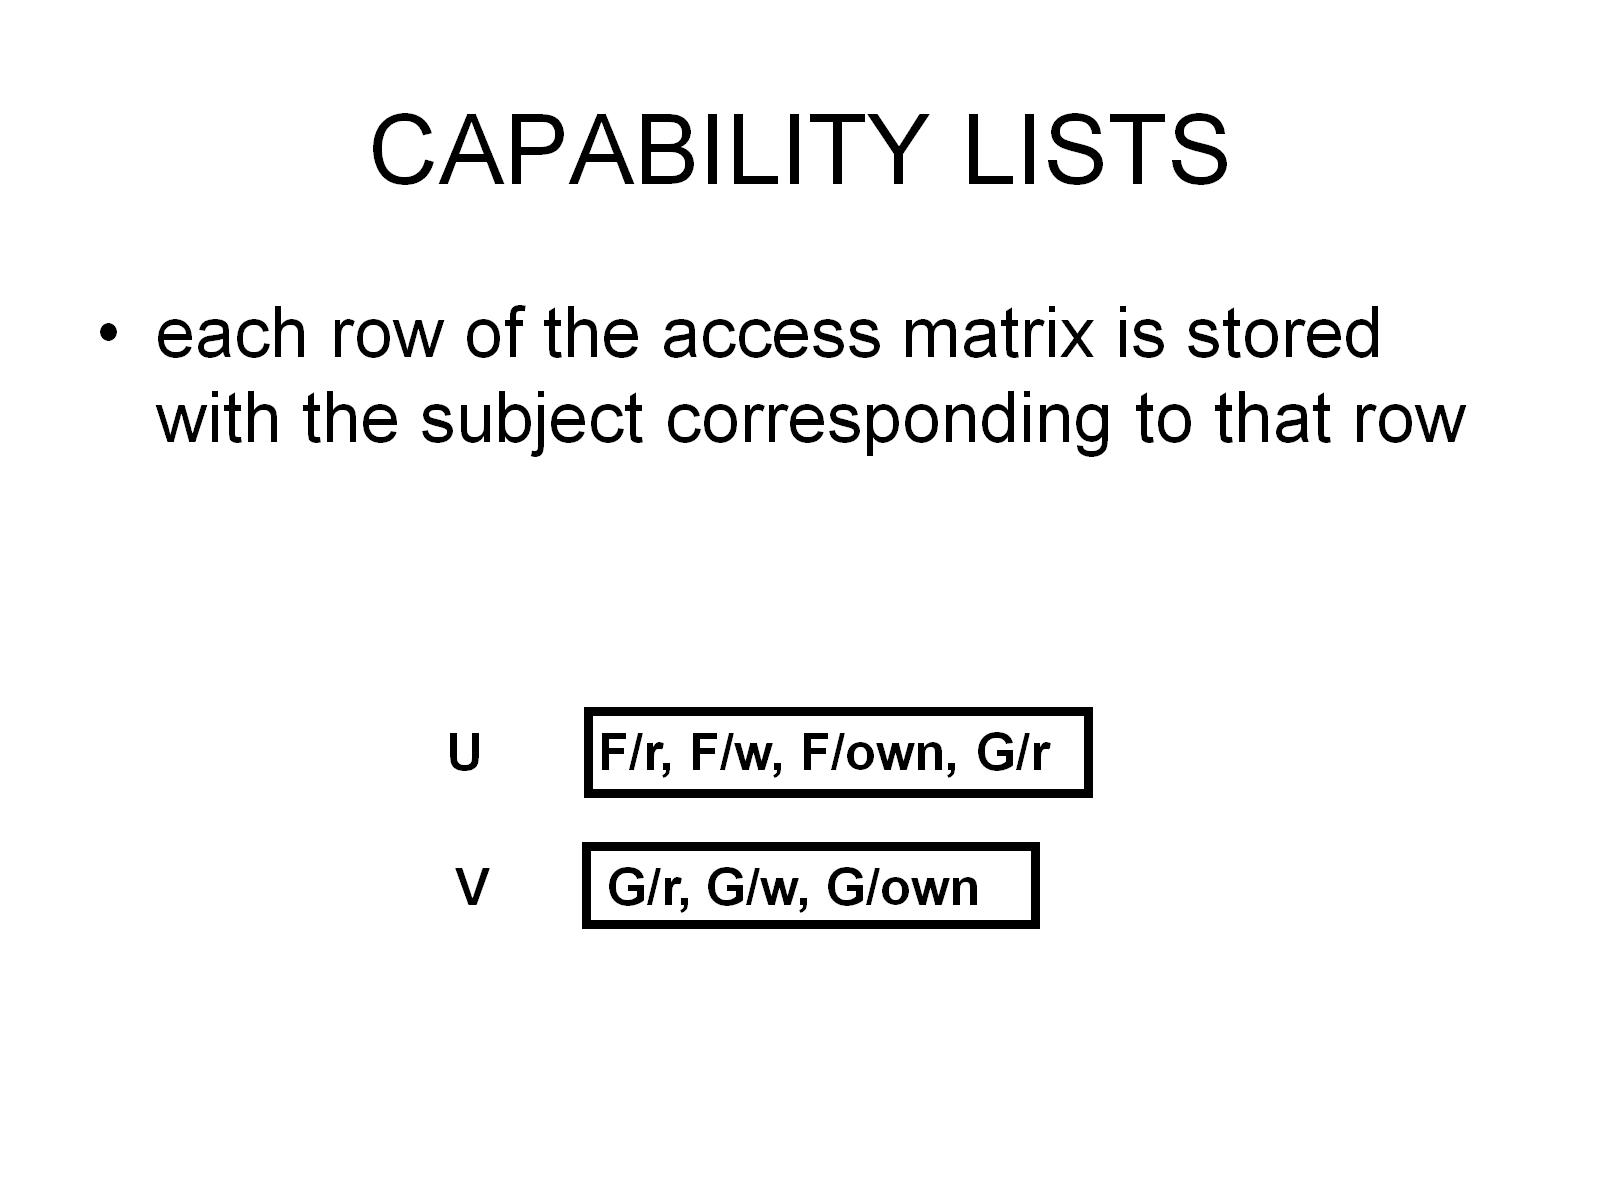 CAPABILITY LISTS
• each row of the access matrix is stored
with the subject corresponding to that row
U F/r, F/w, F/own, G/r
V G/r, G/w, G/own